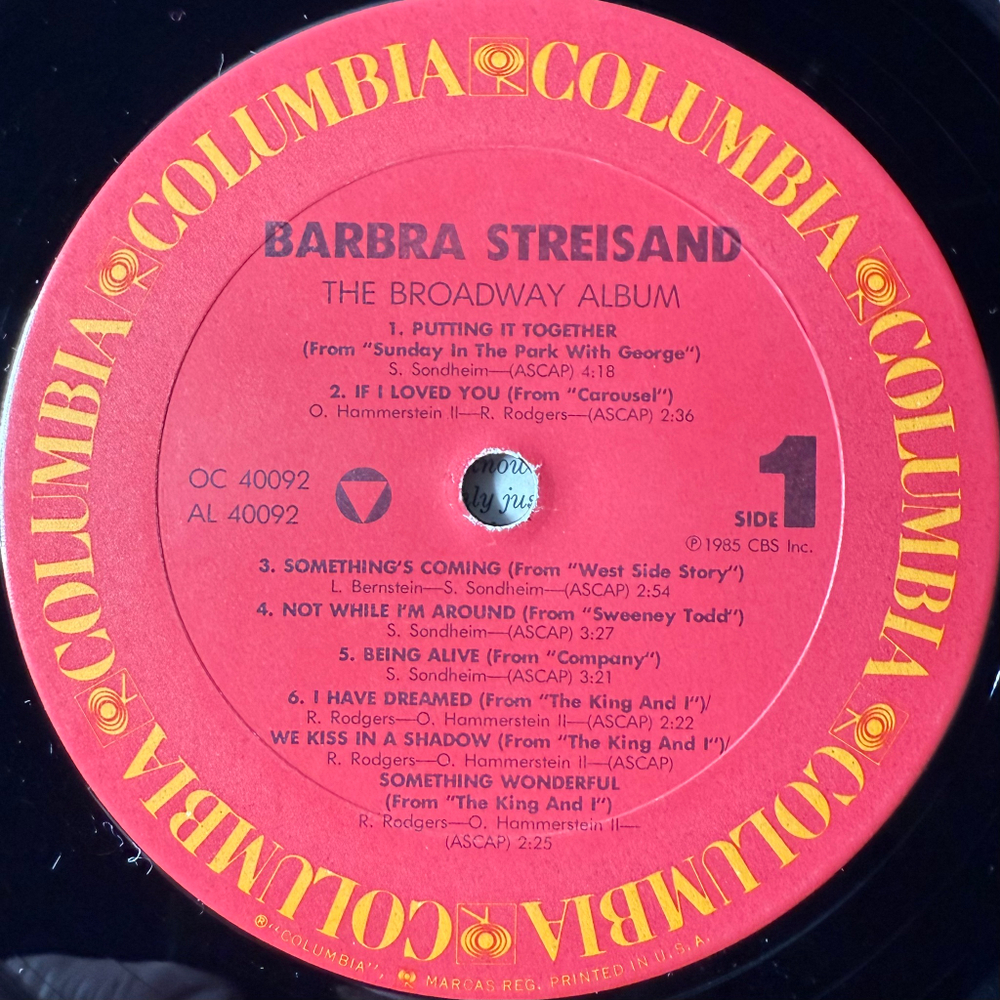 COLUMBIA COLUMBIA COLUMBIA COLUMBIA COLUMBIA COLUMBIA COLUMBIA COLUMBIA
BARBRA STREISAND
THE BROADWAY ALBUM
1. PUTTING IT TOGETHER
(From "Sunday In The Park With George")
S. Sondheim—(ASCAP) 4:18
2. IF I LOVED YOU (From "Carousel")
O. Hammerstein II—R. Rodgers—(ASCAP) 2:36
OC 40092
AL 40092
know
ly jus
SIDE 1
℗ 1985 CBS Inc.
3. SOMETHING'S COMING (From "West Side Story")
L. Bernstein—S. Sondheim—(ASCAP) 2:54
4. NOT WHILE I'M AROUND (From "Sweeney Todd")
S. Sondheim—(ASCAP) 3:27
5. BEING ALIVE (From "Company")
S. Sondheim—(ASCAP) 3:21
6. I HAVE DREAMED (From "The King And I")/
R. Rodgers—O. Hammerstein II—(ASCAP) 2:22
WE KISS IN A SHADOW (From "The King And I")/
R. Rodgers—O. Hammerstein II—(ASCAP)
SOMETHING WONDERFUL
(From "The King And I")
R. Rodgers—O. Hammerstein II—
(ASCAP) 2:25
® "COLUMBIA", MARCAS REG. PRINTED IN U.S.A.